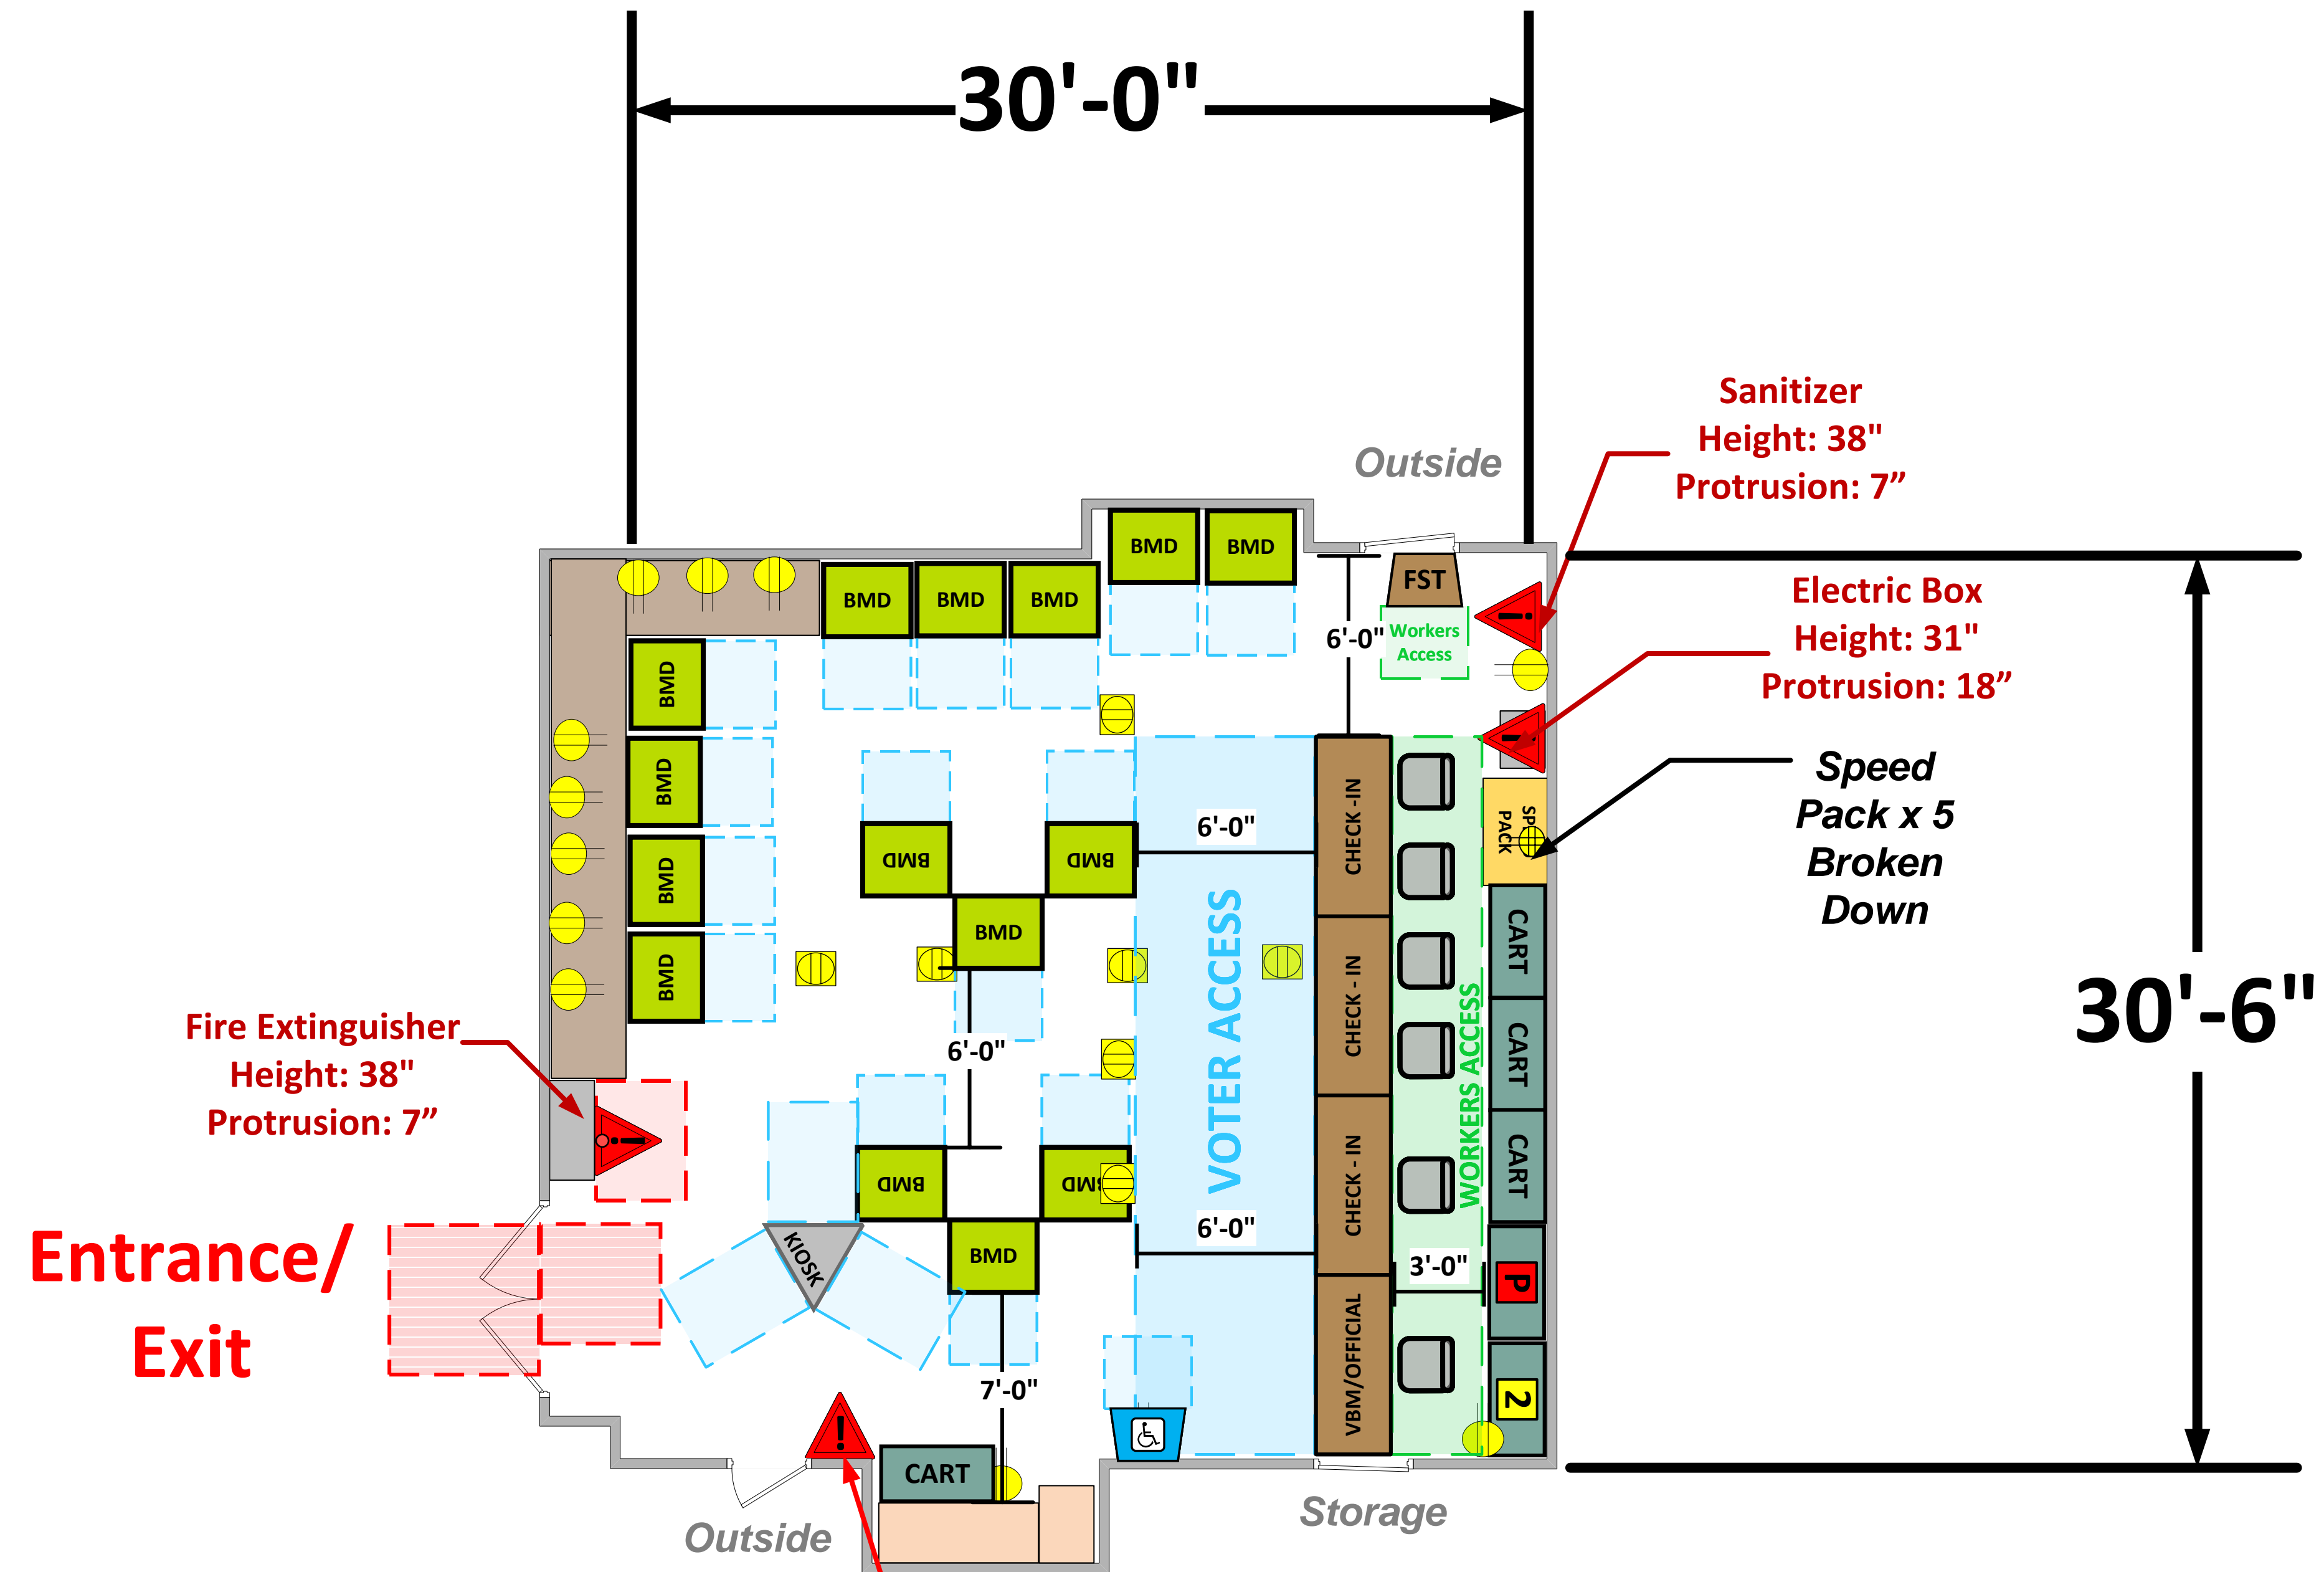 30'-0"
Sanitizer
Height: 38"
Protrusion: 7”
Outside
BMD
BMD
FST
Electric Box
Height: 31"
Protrusion: 18”
BMD
BMD
BMD
6'-0"
Workers
Access
BMD
BMD
BMD
BMD
Speed
Pack x 5
Broken
Down
PACK
6'-0"
CHECK -IN
BMD
BMD
BMD
VOTER ACCESS
CHECK - IN
WORKERS ACCESS
CART
CART
CART
30'-6"
Fire Extinguisher
Height: 38"
Protrusion: 7”
6'-0"
BMD
BMD
CHECK - IN
6'-0"
Entrance/
Exit
KIOSK
BMD
3'-0"
P
VBM/OFFICIAL
7'-0"
2
CART
Outside
Storage